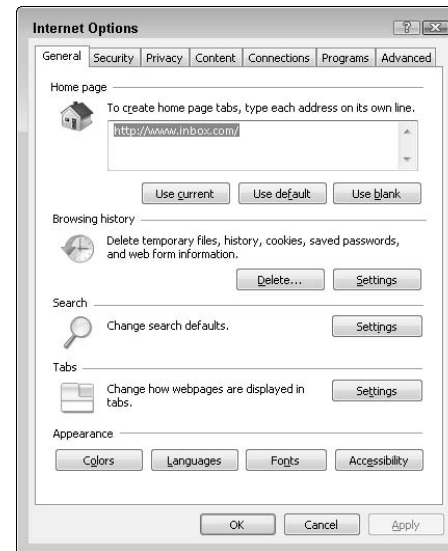 Internet Options
General Security Privacy Content Connections Programs Advanced
Home page
To create home page tabs, type each address on its own line.
http://www.inbox.com/
Use current Use default Use blank
Browsing history
Delete temporary files, history, cookies, saved passwords,
and web form information.
Delete... Settings
Search
Change search defaults.
Settings
Tabs
Change how webpages are displayed in
tabs.
Settings
Appearance
Colors Languages Fonts Accessibility
OK Cancel Apply